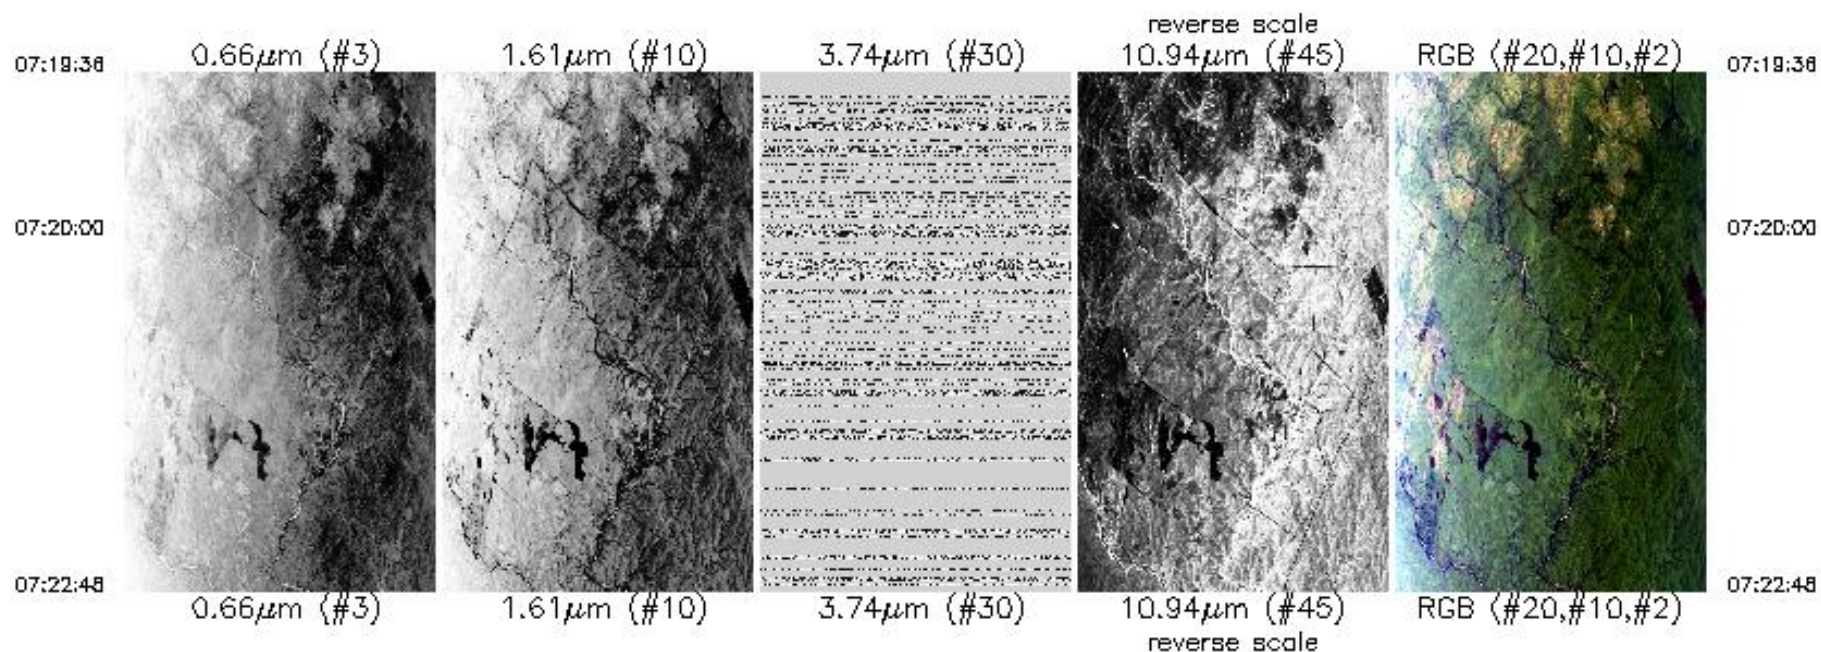 reverse scale
0.66μm (#3) 1.61μm (#10) 3.74μm (#30) 10.94μm (#45) RGB (#20,#10,#2)
07:19:36 07:19:36
07:20:00 07:20:00
07:22:48 07:22:48
0.66μm (#3) 1.61μm (#10) 3.74μm (#30) 10.94μm (#45) RGB (#20,#10,#2)
reverse scale